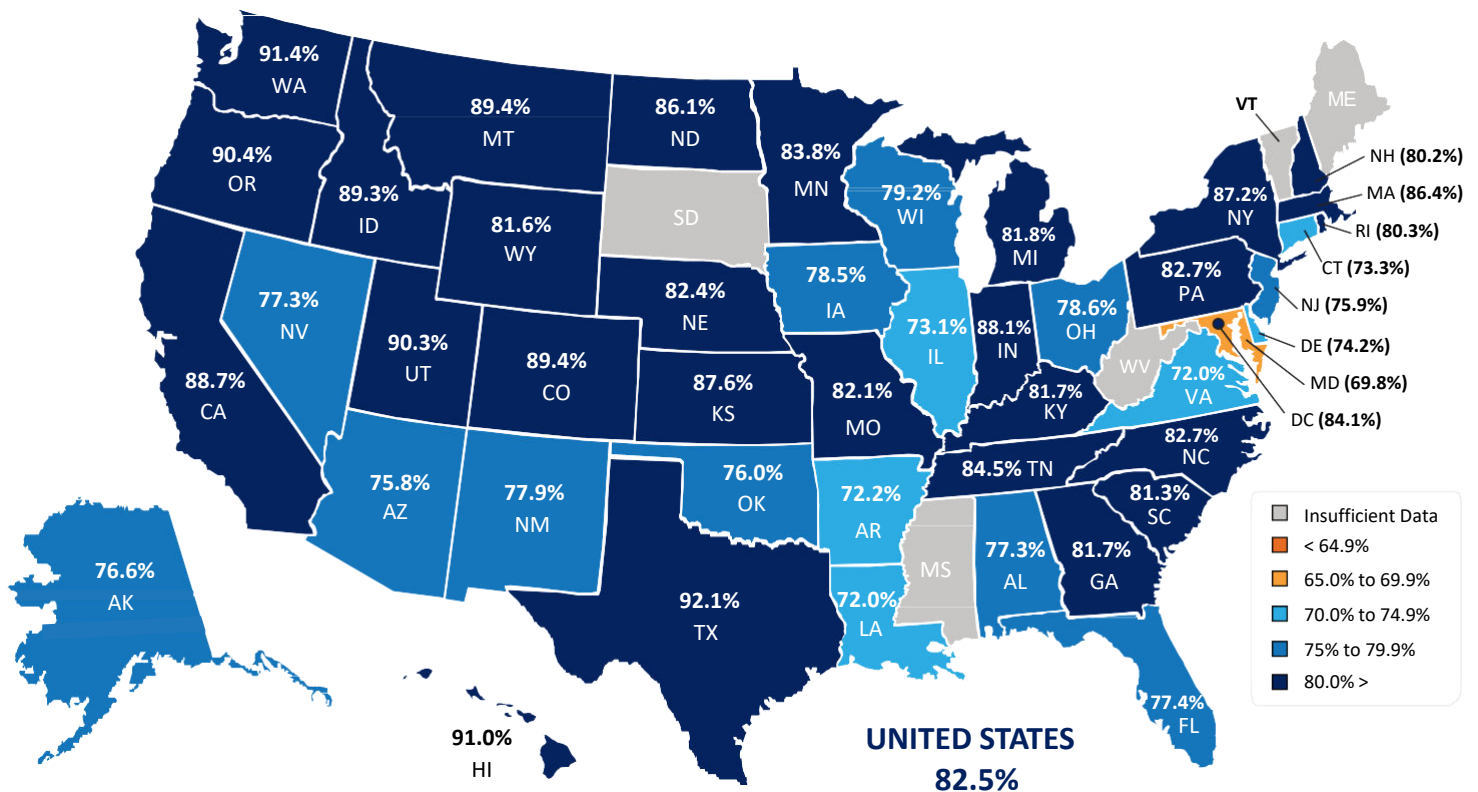 91.4%
WA
90.4%
OR
89.4%
MT
89.3%
ID
86.1%
ND
SD
81.6%
WY
83.8%
MN
79.2%
WI
81.8%
MI
VT
ME
NH (80.2%)
MA (86.4%)
RI (80.3%)
CT (73.3%)
NJ (75.9%)
DE (74.2%)
MD (69.8%)
DC (84.1%)
87.2%
NY
82.7%
PA
77.3%
NV
88.7%
CA
90.3%
UT
89.4%
CO
82.4%
NE
78.5%
IA
73.1%
IL
88.1%
IN
78.6%
OH
WV
72.0%
VA
87.6%
KS
82.1%
MO
81.7%
KY
82.7%
NC
84.5% TN
81.3%
SC
75.8%
AZ
77.9%
NM
76.0%
OK
72.2%
AR
MS
77.3%
AL
81.7%
GA
92.1%
TX
72.0%
LA
77.4%
FL
76.6%
AK
91.0%
HI
Insufficient Data
< 64.9%
65.0% to 69.9%
70.0% to 74.9%
75% to 79.9%
80.0% >
UNITED STATES
82.5%